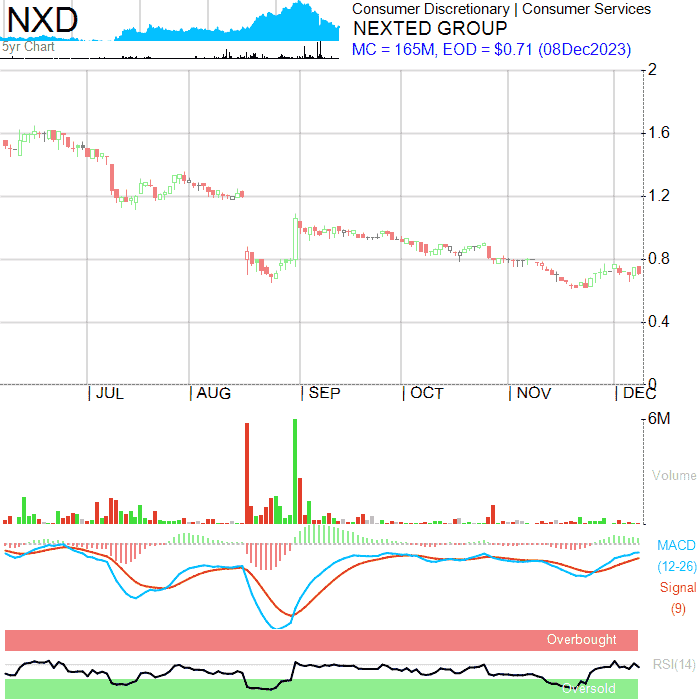 NXD
5yr Chart
Consumer Discretionary | Consumer Services
NEXTED GROUP
MC = 165M, EOD = $0.71 (08Dec2023)
2
1.6
1.2
0.8
0.4
0
JUL
AUG
SEP
OCT
NOV
DEC
6M
Volume
MACD
(12-26)
Signal
(9)
Overbought
RSI(14)
Oversold